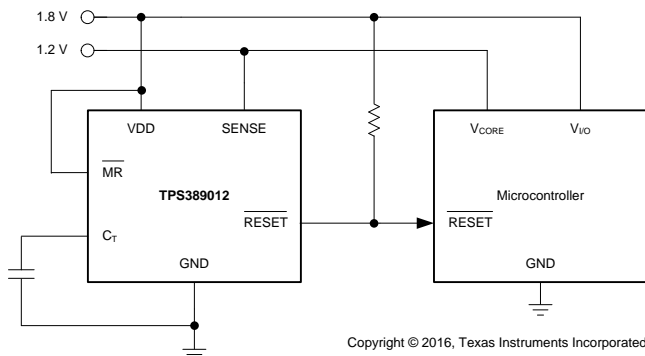 1.8 V
1.2 V
VDD
SENSE
VCORE
VI/O
MR
TPS389012
Microcontroller
RESET
RESET
CT
GND
GND
Copyright © 2016, Texas Instruments Incorporated